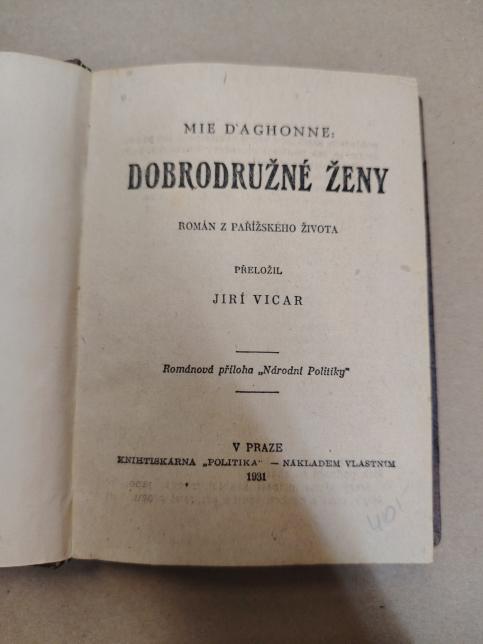 MIE D'AGHONNE:
DOBRODRUŽNÉ ŽENY
ROMÁN Z PAŘÍŽSKÉHO ŽIVOTA
PŘELOŽIL
JIRÍ VICAR
Románová příloha „Národní Politiky"
V PRAZE
KNIHTISKÁRNA „POLITIKA" — NÁKLADEM VLASTNÍM
1931
40'